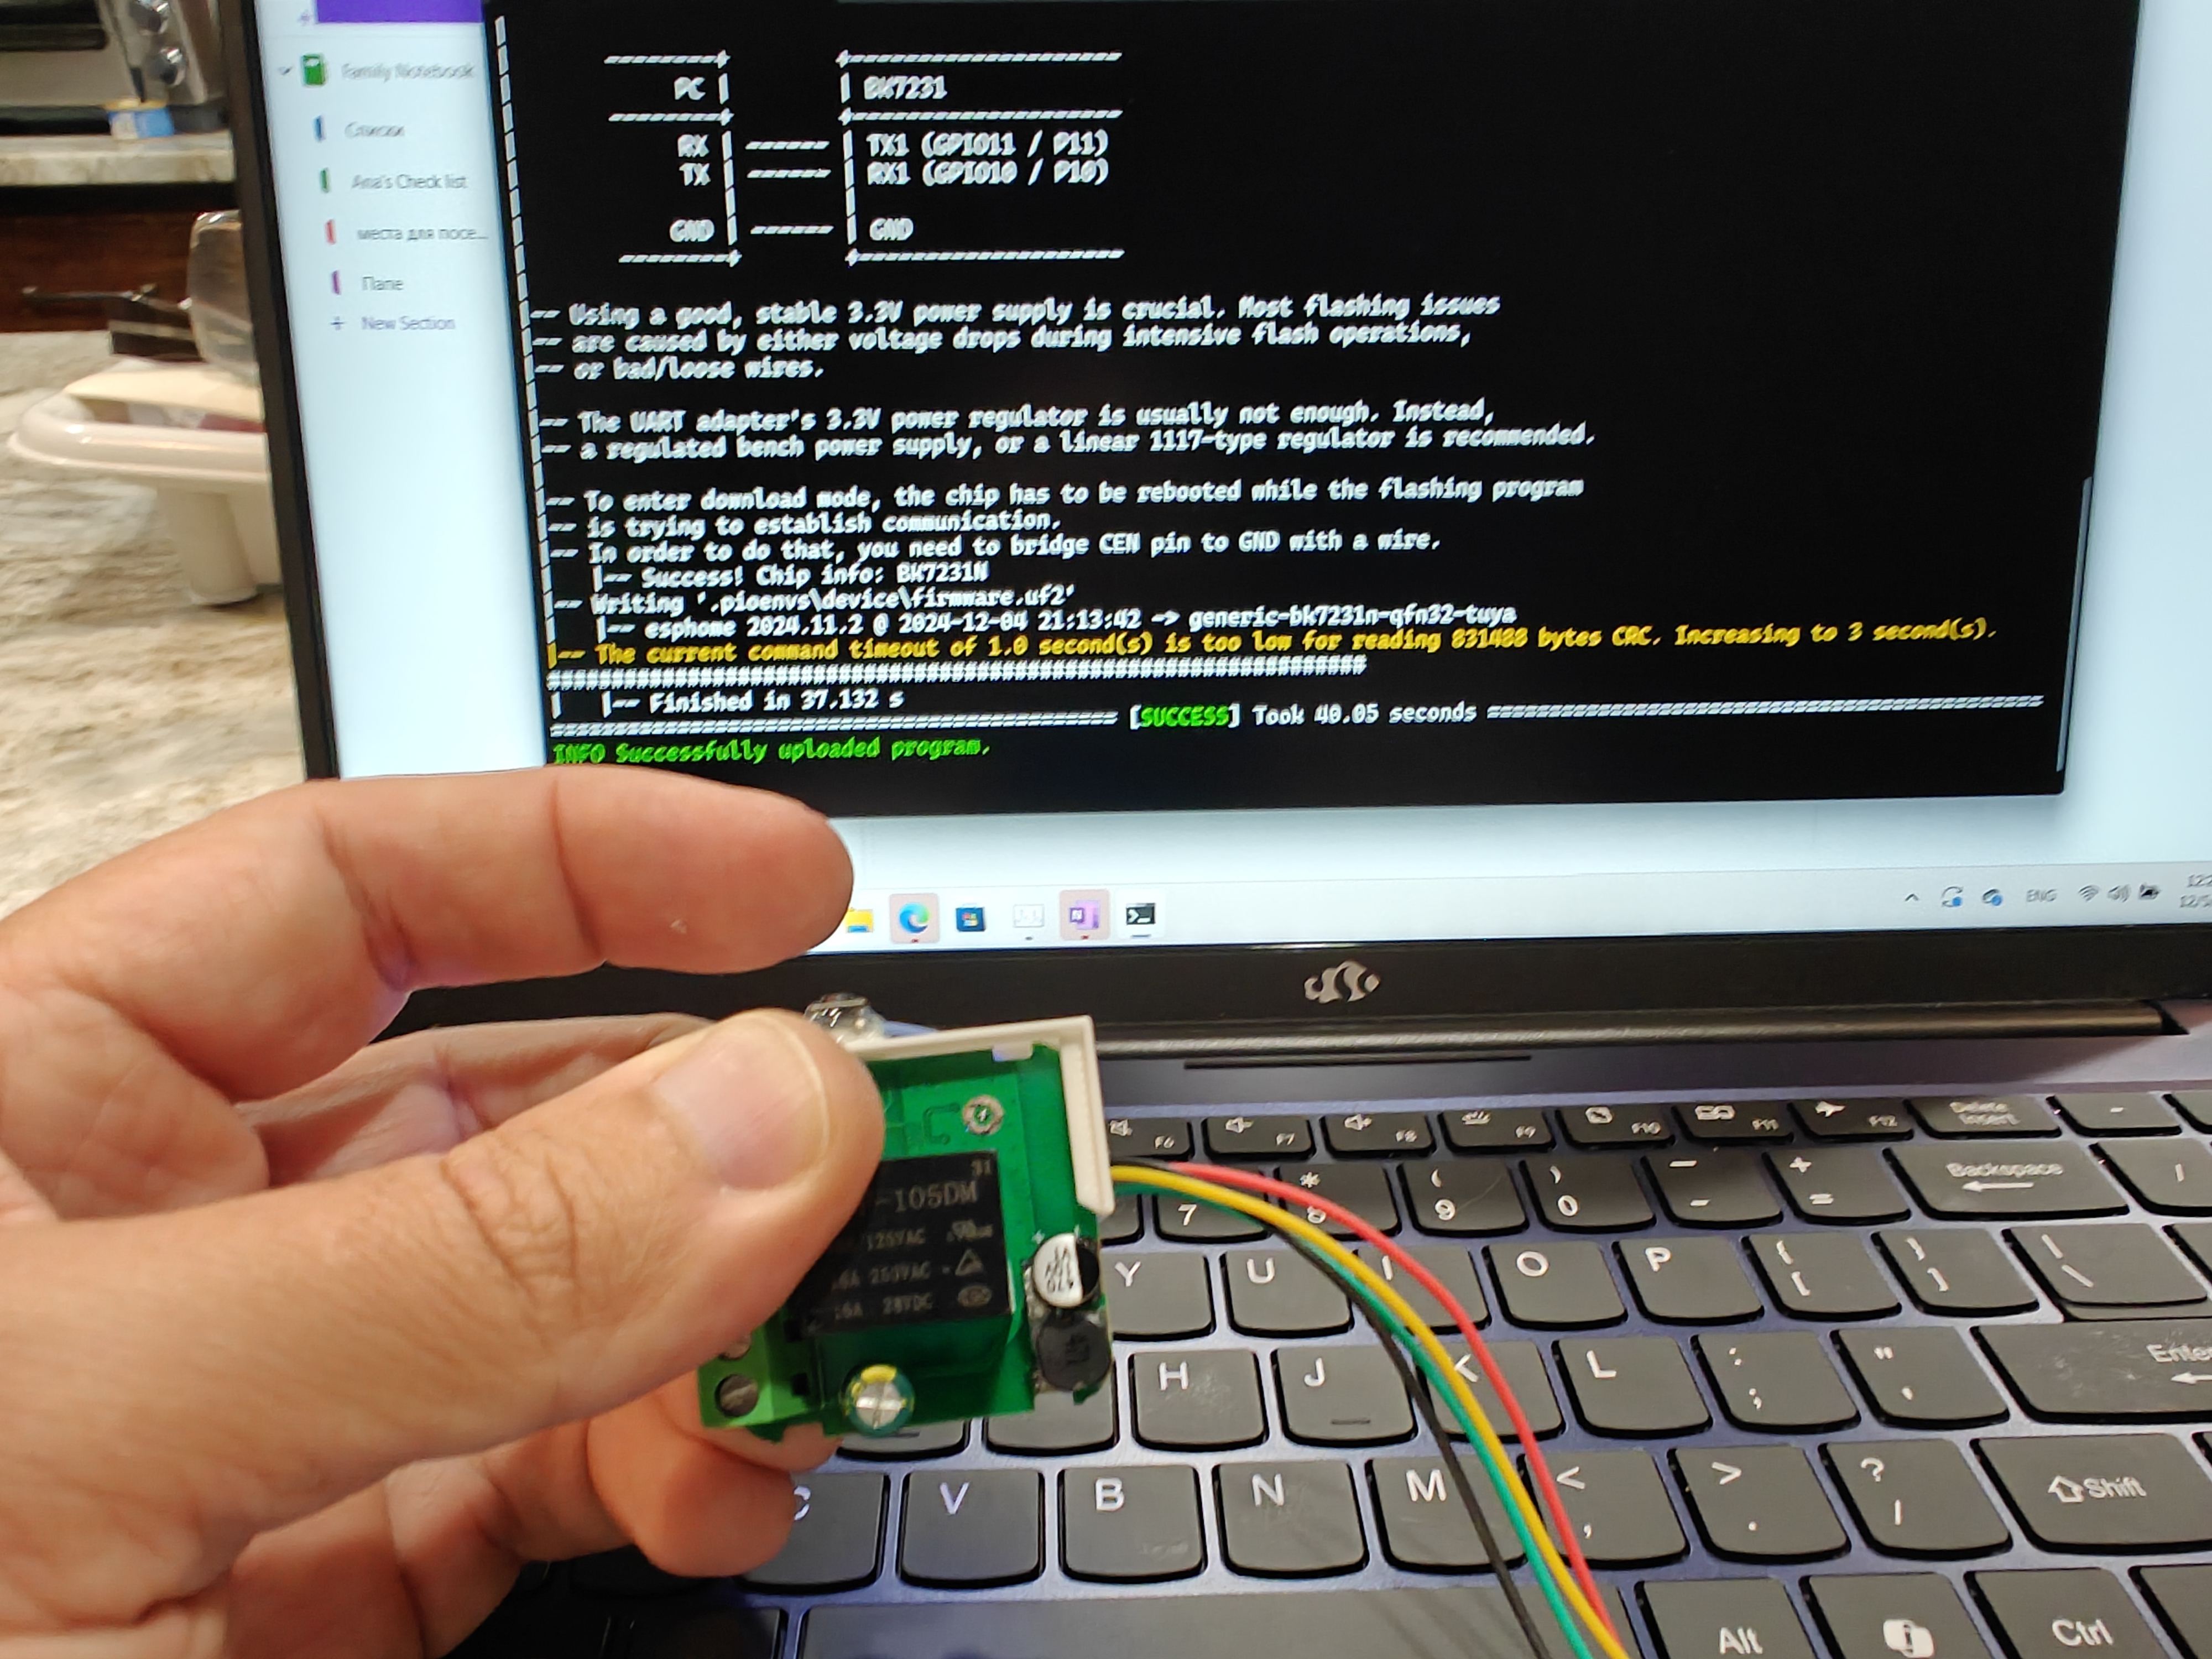 Family Notebook
Списки
Ana's Check list
места для посе...
Папе
+ New Section
PC | | BK7231
RX | ------ | TX1 (GPIO11 / P11)
TX | ------ | RX1 (GPIO10 / P10)
GND | ------ | GND
|-- Using a good, stable 3.3V power supply is crucial. Most flashing issues
|-- are caused by either voltage drops during intensive flash operations,
|-- or bad/loose wires.
|-- The UART adapter's 3.3V power regulator is usually not enough. Instead,
|-- a regulated bench power supply, or a linear 1117-type regulator is recommended.
|-- To enter download mode, the chip has to be rebooted while the flashing program
|-- is trying to establish communication.
|-- In order to do that, you need to bridge CEN pin to GND with a wire.
|   |-- Success! Chip info: BK7231N
|-- Writing '.pioenvs\device\firmware.uf2'
|   |-- esphome 2024.11.2 @ 2024-12-04 21:13:42 -> generic-bk7231n-qfn32-tuya
|-- The current command timeout of 1.0 second(s) is too low for reading 831488 bytes CRC. Increasing to 3 second(s).
|   |-- Finished in 37.132 s
[SUCCESS] Took 40.05 seconds
INFO Successfully uploaded program.
ENG
31
-105DM
125VAC
250VAC
28VDC
F6 F7 F8 F9 F10 F11 F12 Delete Insert
7 * 8 ( 9 ) 0 - + = Backspace
Y U I O P { [ } ] | \
H J K L : ; " ' Enter
C V B N M < , > . ? / Shift
Alt Ctrl